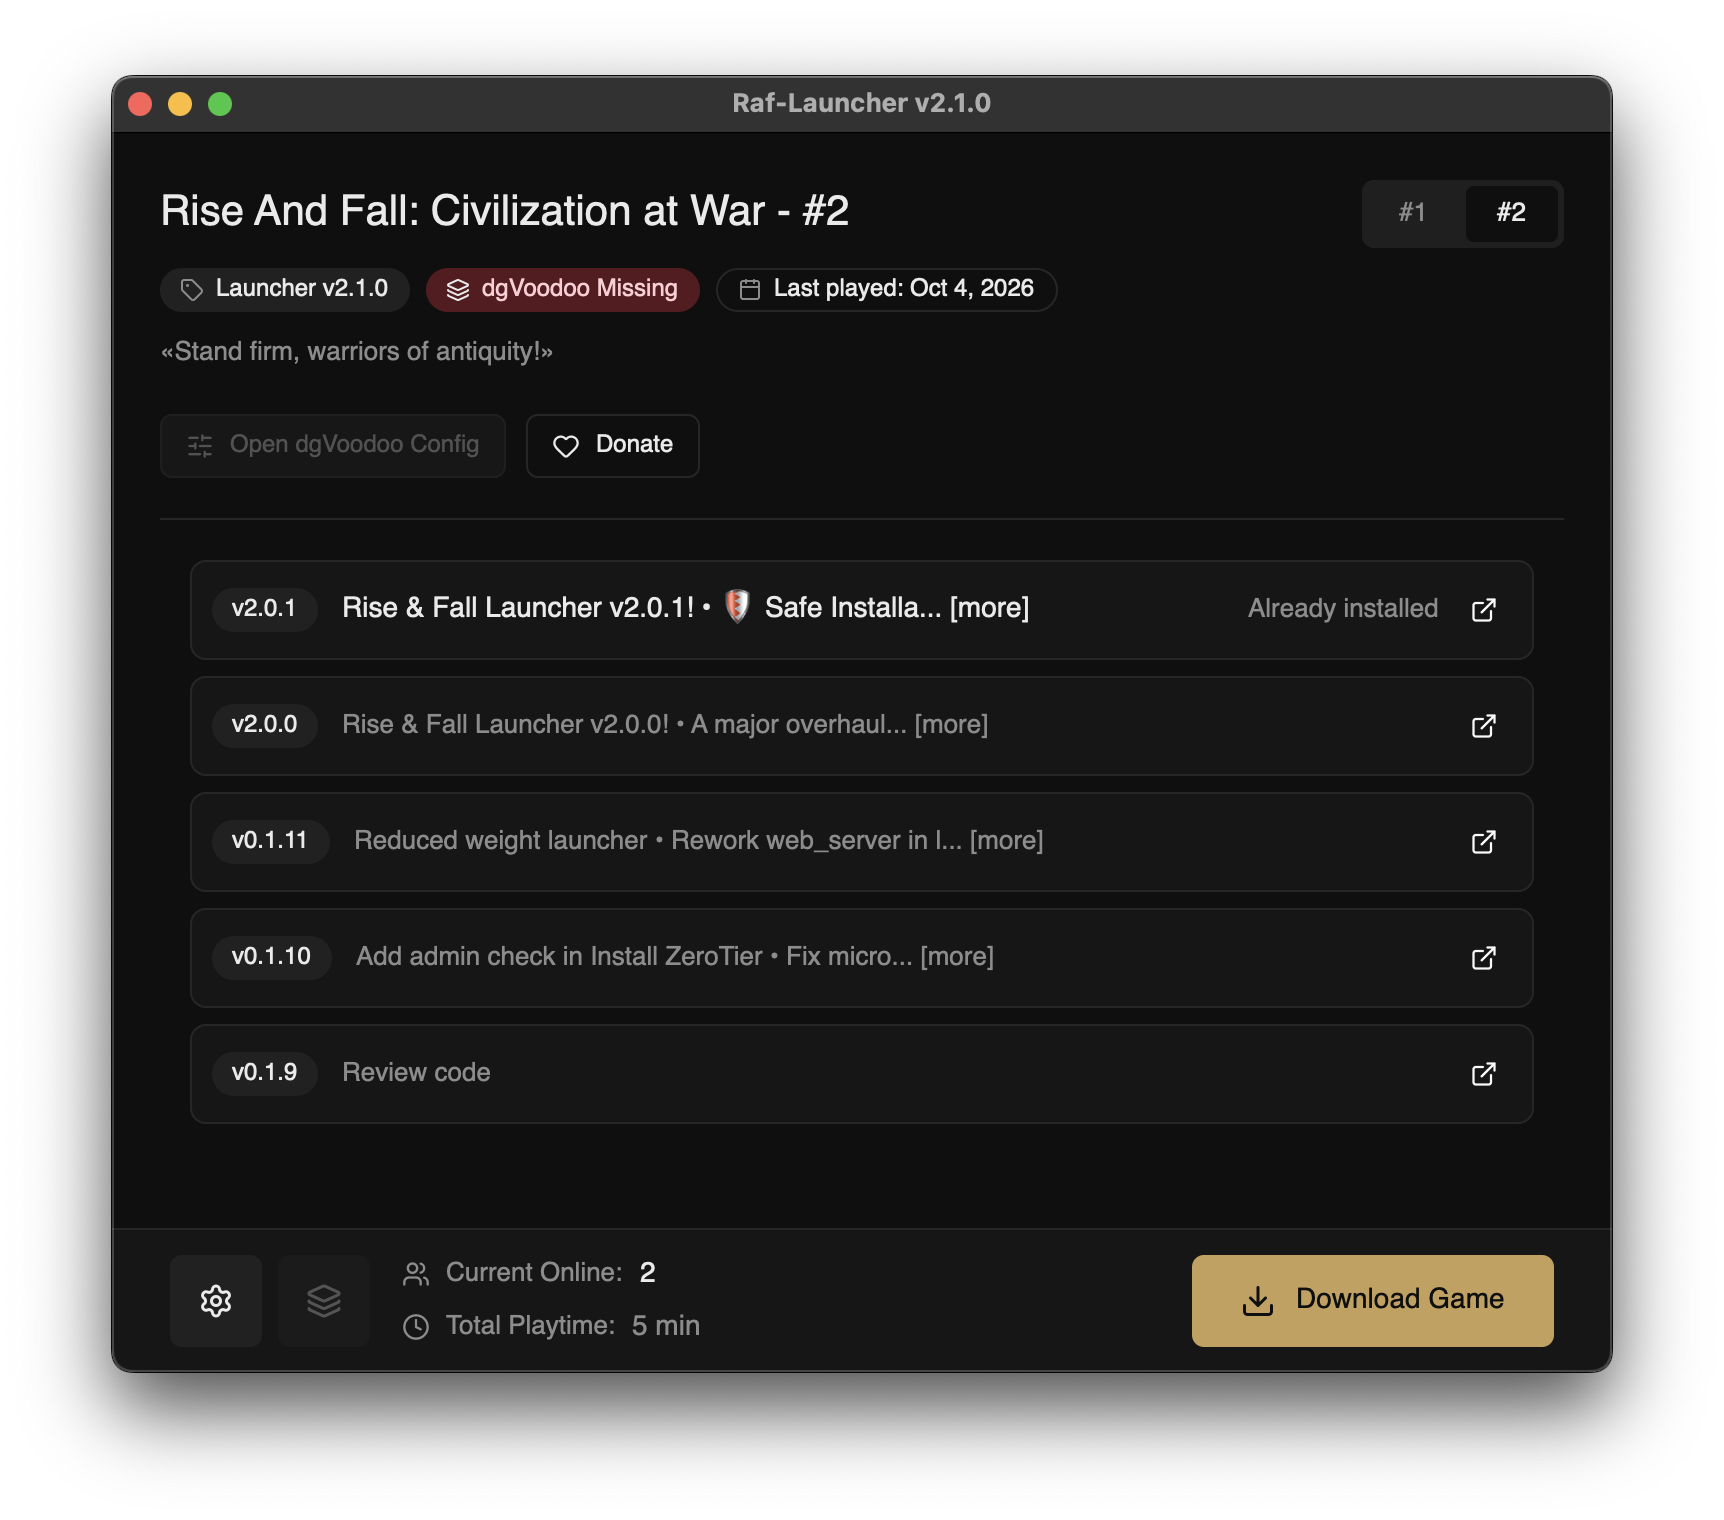 Raf-Launcher v2.1.0
Rise And Fall: Civilization at War - #2
#1
#2
Launcher v2.1.0
dgVoodoo Missing
Last played: Oct 4, 2026
«Stand firm, warriors of antiquity!»
Open dgVoodoo Config
Donate
v2.0.1
Rise & Fall Launcher v2.0.1! • 🛡️ Safe Installa... [more]
Already installed
v2.0.0
Rise & Fall Launcher v2.0.0! • A major overhaul... [more]
v0.1.11
Reduced weight launcher • Rework web_server in l... [more]
v0.1.10
Add admin check in Install ZeroTier • Fix micro... [more]
v0.1.9
Review code
Current Online: 2
Total Playtime: 5 min
Download Game